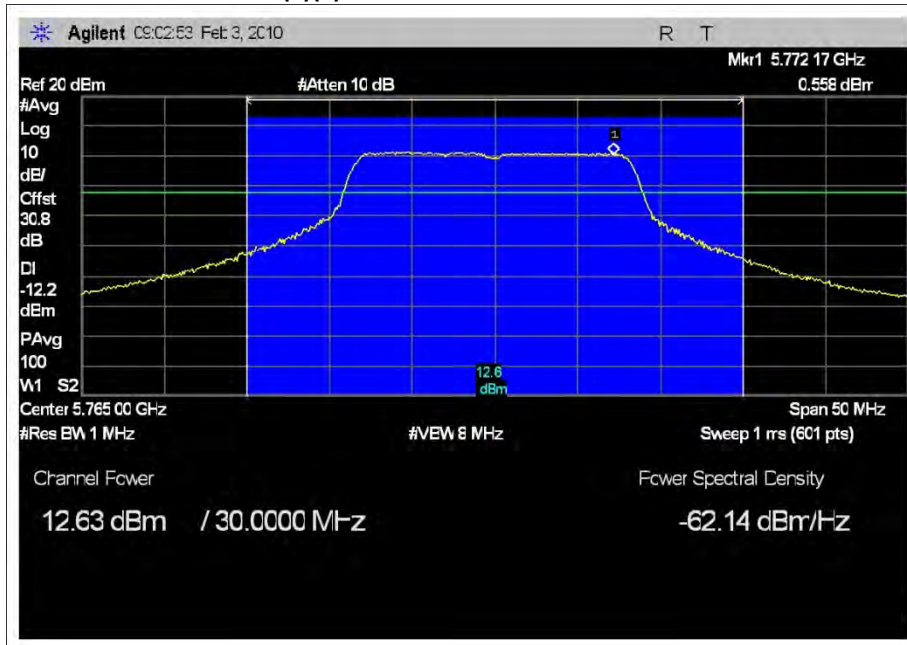 Agilent 09:02:53 Feb 3, 2010 R T
Mkr1 5.772 17 GHz
Ref 20 dBm #Atten 10 dB 0.558 dBm
#Avg
Log
10
dB/
Offst
30.8
dB
DI
-12.2
dBm
PAvg
100
W1 S2
1
12.6
dBm
Center 5.765 00 GHz Span 50 MHz
#Res BW 1 MHz #VBW 8 MHz Sweep 1 ms (601 pts)
Channel Power Power Spectral Density
12.63 dBm / 30.0000 MHz -62.14 dBm/Hz